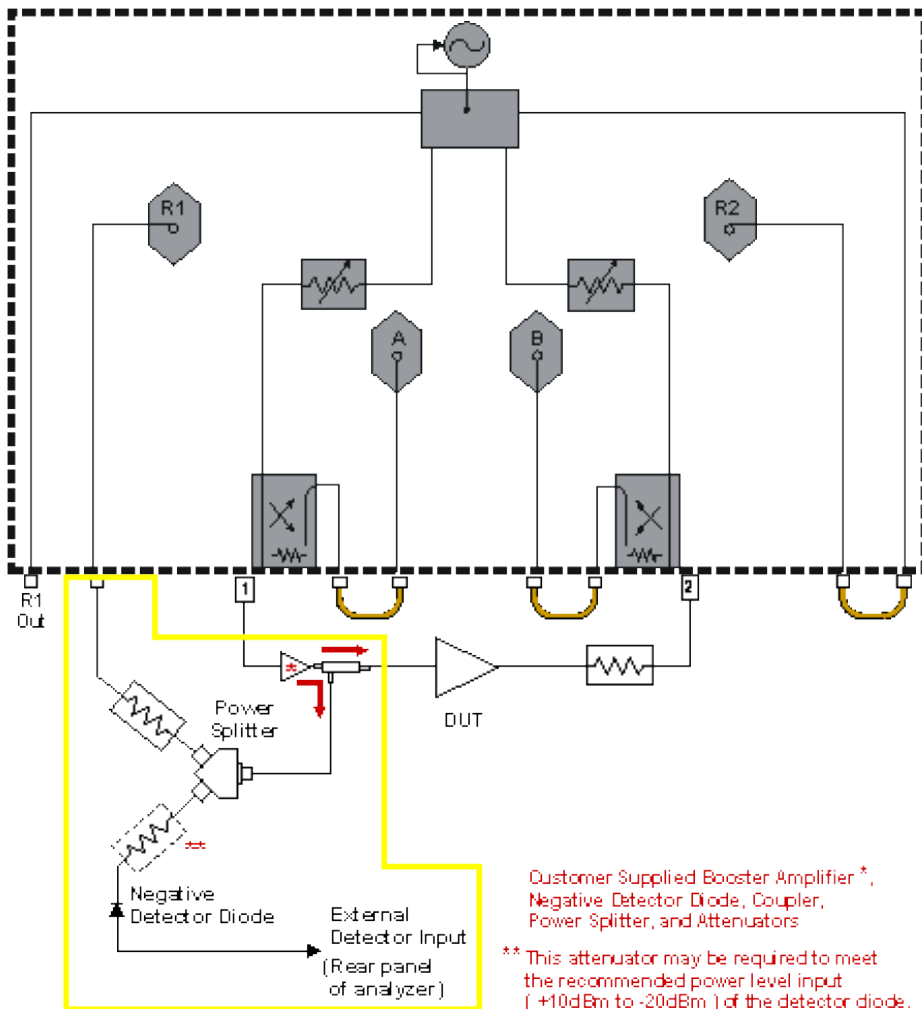 R1
R2
A
B
R1
Out
1
2
*
Power
Splitter
DUT
**
Negative
Detector Diode
External
Detector Input
(Rear panel
of analyzer)
Customer Supplied Booster Amplifier *,
Negative Detector Diode, Coupler,
Power Splitter, and Attenuators
** This attenuator may be required to meet
the recommended power level input
( +10dBm to -20dBm ) of the detector diode.